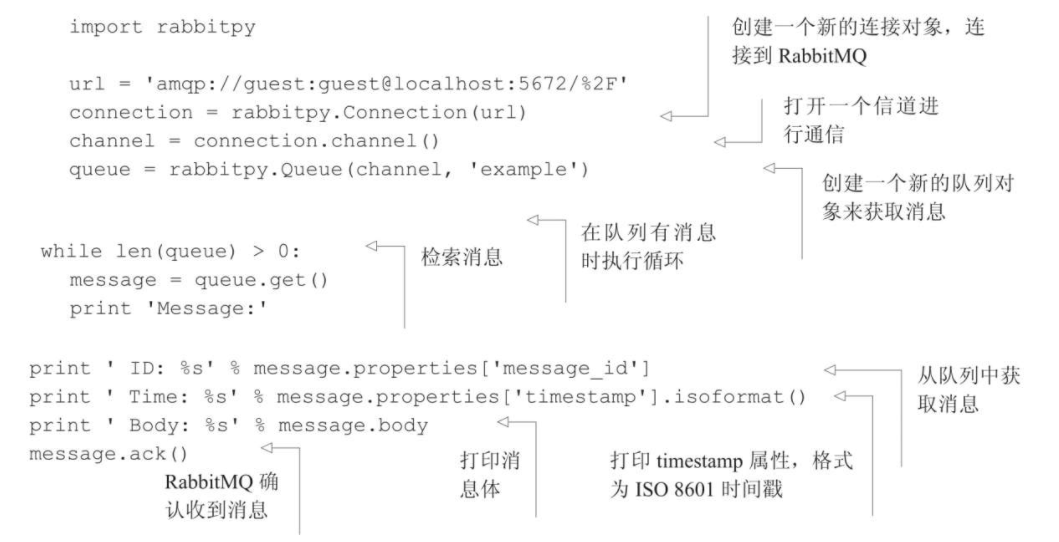 import rabbitpy
创建一个新的连接对象，连
接到 RabbitMQ
url = 'amqp://guest:guest@localhost:5672/%2F'
connection = rabbitpy.Connection(url)
打开一个信道进
行通信
channel = connection.channel()
queue = rabbitpy.Queue(channel, 'example')
创建一个新的队列对
象来获取消息
在队列有消息
时执行循环
while len(queue) > 0:
检索消息
message = queue.get()
print 'Message:'
print ' ID: %s' % message.properties['message_id']
从队列中获
取消息
print ' Time: %s' % message.properties['timestamp'].isoformat()
print ' Body: %s' % message.body
message.ack()
打印消
息体
打印 timestamp 属性，格式
为 ISO 8601 时间戳
RabbitMQ 确
认收到消息